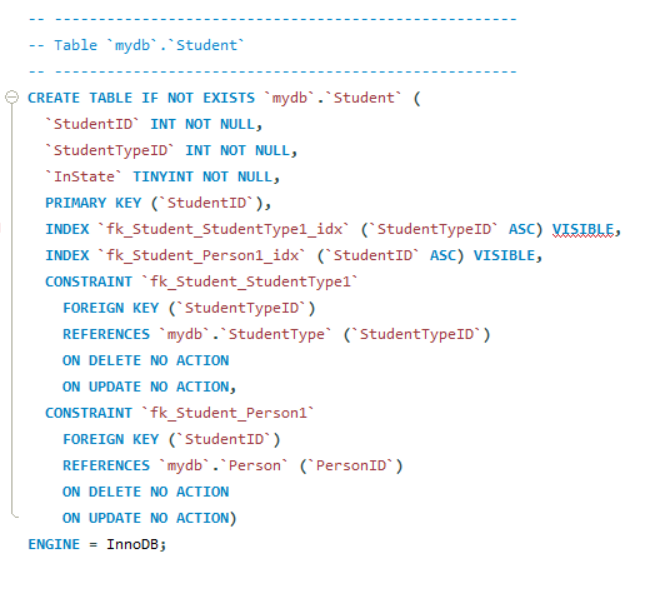 -- -----------------------------------------------------
-- Table `mydb`.`Student`
-- -----------------------------------------------------
CREATE TABLE IF NOT EXISTS `mydb`.`Student` (
  `StudentID` INT NOT NULL,
  `StudentTypeID` INT NOT NULL,
  `InState` TINYINT NOT NULL,
  PRIMARY KEY (`StudentID`),
  INDEX `fk_Student_StudentType1_idx` (`StudentTypeID` ASC) VISIBLE,
  INDEX `fk_Student_Person1_idx` (`StudentID` ASC) VISIBLE,
  CONSTRAINT `fk_Student_StudentType1`
    FOREIGN KEY (`StudentTypeID`)
    REFERENCES `mydb`.`StudentType` (`StudentTypeID`)
    ON DELETE NO ACTION
    ON UPDATE NO ACTION,
  CONSTRAINT `fk_Student_Person1`
    FOREIGN KEY (`StudentID`)
    REFERENCES `mydb`.`Person` (`PersonID`)
    ON DELETE NO ACTION
    ON UPDATE NO ACTION)
ENGINE = InnoDB;